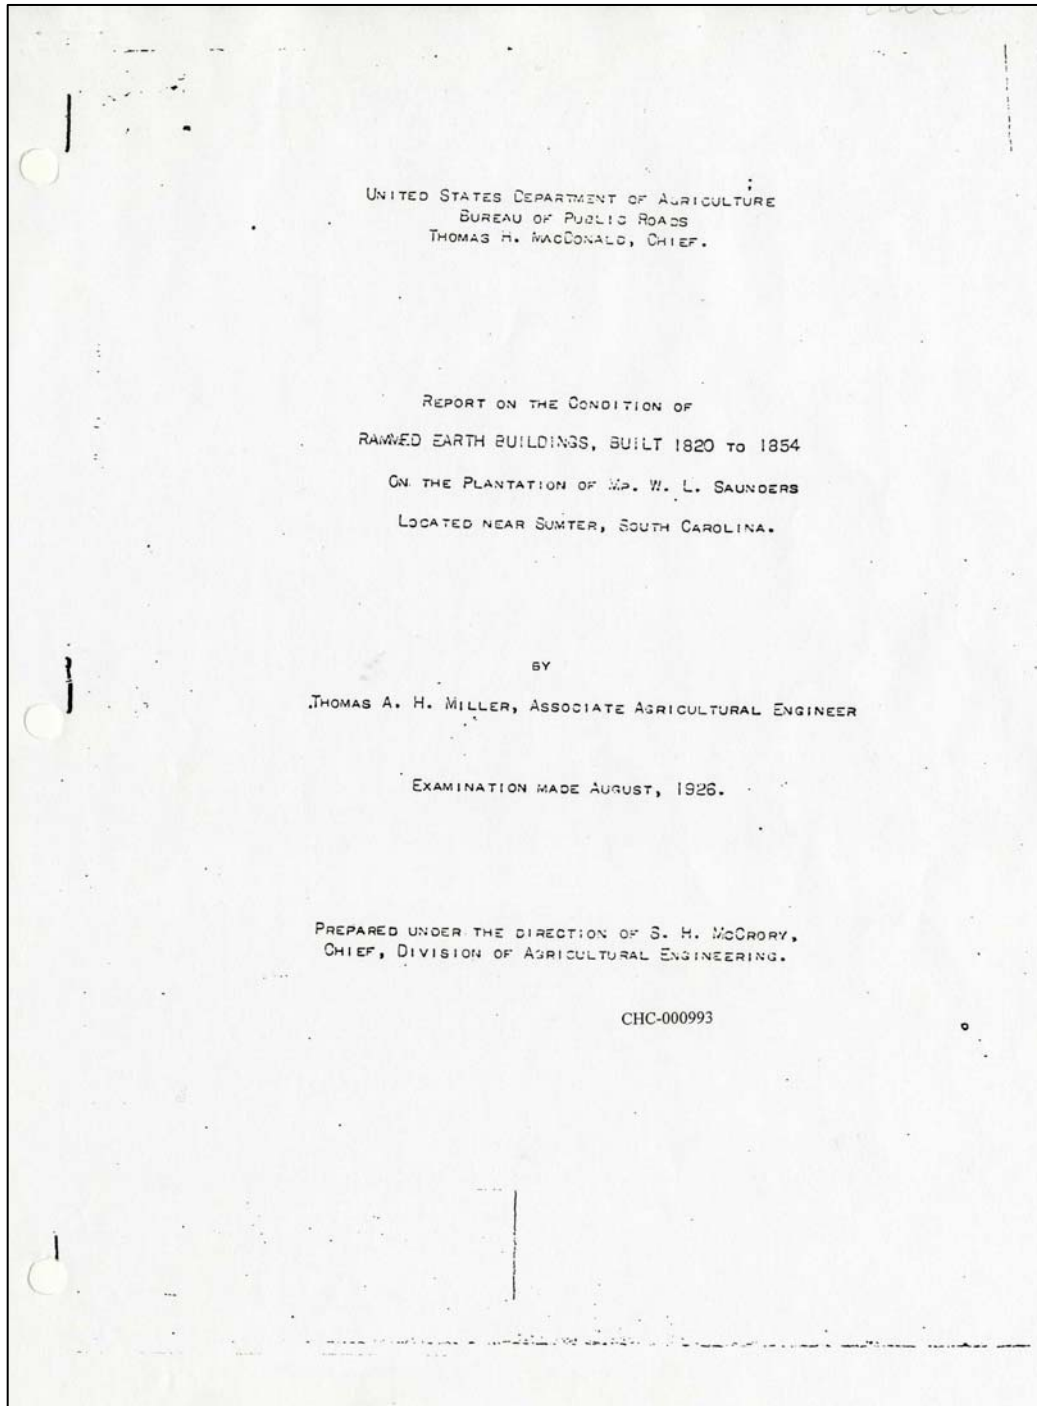 UNITED STATES DEPARTMENT OF AGRICULTURE
BUREAU OF PUBLIC ROADS
THOMAS H. MACDONALD, CHIEF.
REPORT ON THE CONDITION OF
RAMMED EARTH BUILDINGS, BUILT 1820 TO 1854
ON THE PLANTATION OF MR. W. L. SAUNDERS
LOCATED NEAR SUMTER, SOUTH CAROLINA.
BY
THOMAS A. H. MILLER, ASSOCIATE AGRICULTURAL ENGINEER
EXAMINATION MADE AUGUST, 1926.
PREPARED UNDER THE DIRECTION OF S. H. MCCRORY,
CHIEF, DIVISION OF AGRICULTURAL ENGINEERING.
CHC-000993